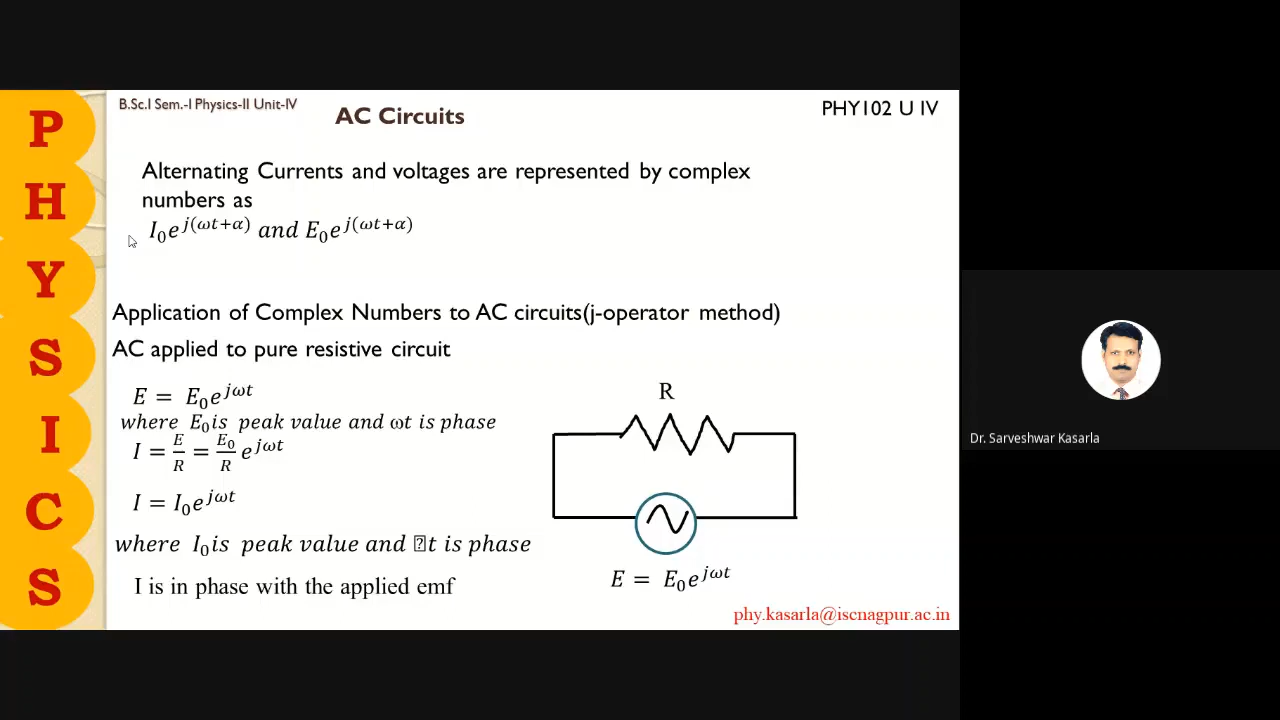 P
H
Y
S
I
C
S
B.Sc.I Sem.-I Physics-II Unit-IV
AC Circuits
PHY102 U IV
Alternating Currents and voltages are represented by complex
numbers as
I₀e^{j(ωt+α)} and E₀e^{j(ωt+α)}
Application of Complex Numbers to AC circuits(j-operator method)
AC applied to pure resistive circuit
E = E₀e^{jωt}
where E₀is peak value and ωt is phase
I = E/R = E₀/R e^{jωt}
I = I₀e^{jωt}
where I₀is peak value and ⍰t is phase
I is in phase with the applied emf
R
E = E₀e^{jωt}
phy.kasarla@iscnagpur.ac.in
Dr. Sarveshwar Kasarla